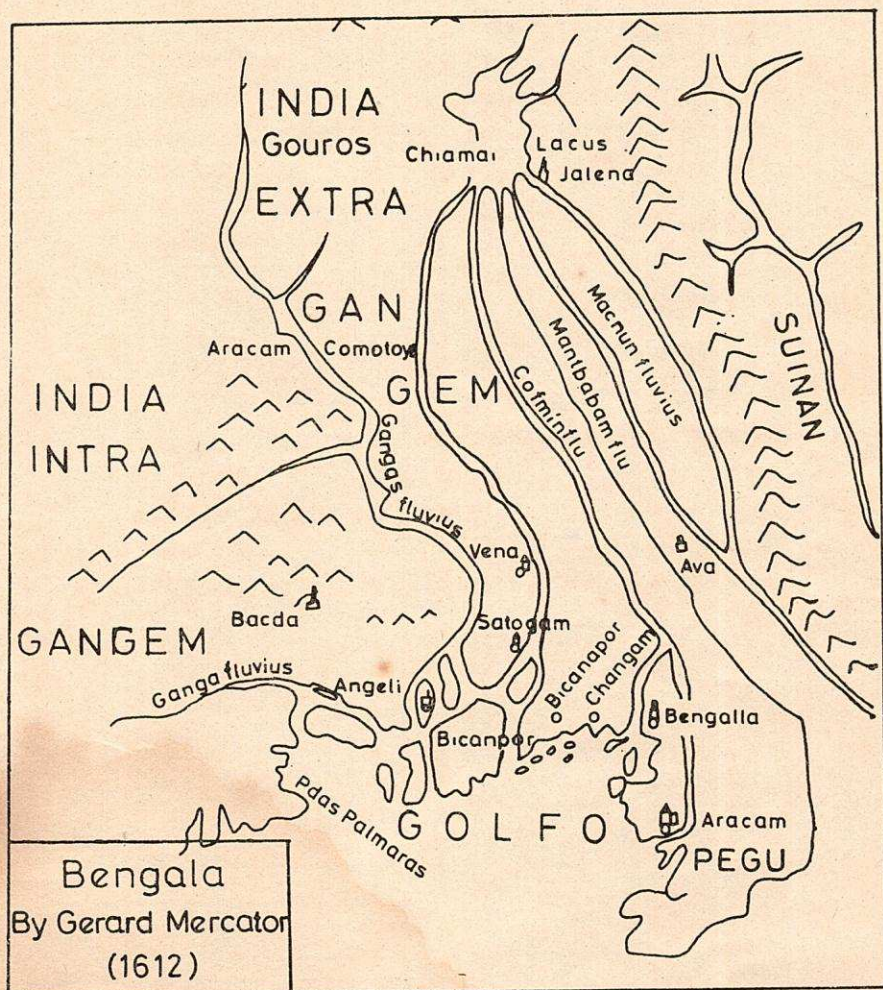 INDIA
Gouros
EXTRA
Chiamai
Lacus
Jalena
GAN
Aracam
Comotoy
GEM
INDIA
INTRA
Gangas fluvius
Cofminflu
Mantbabam flu
Macnun fluvius
SUINAN
Vena
Ava
Bacda
Satogam
GANGEM
Ganga fluvius
Angeli
Bicanapor
Changam
Bengalla
Bicanpor
Pdas Palmaras
GOLFO
Aracam
PEGU
Bengala
By Gerard Mercator
(1612)